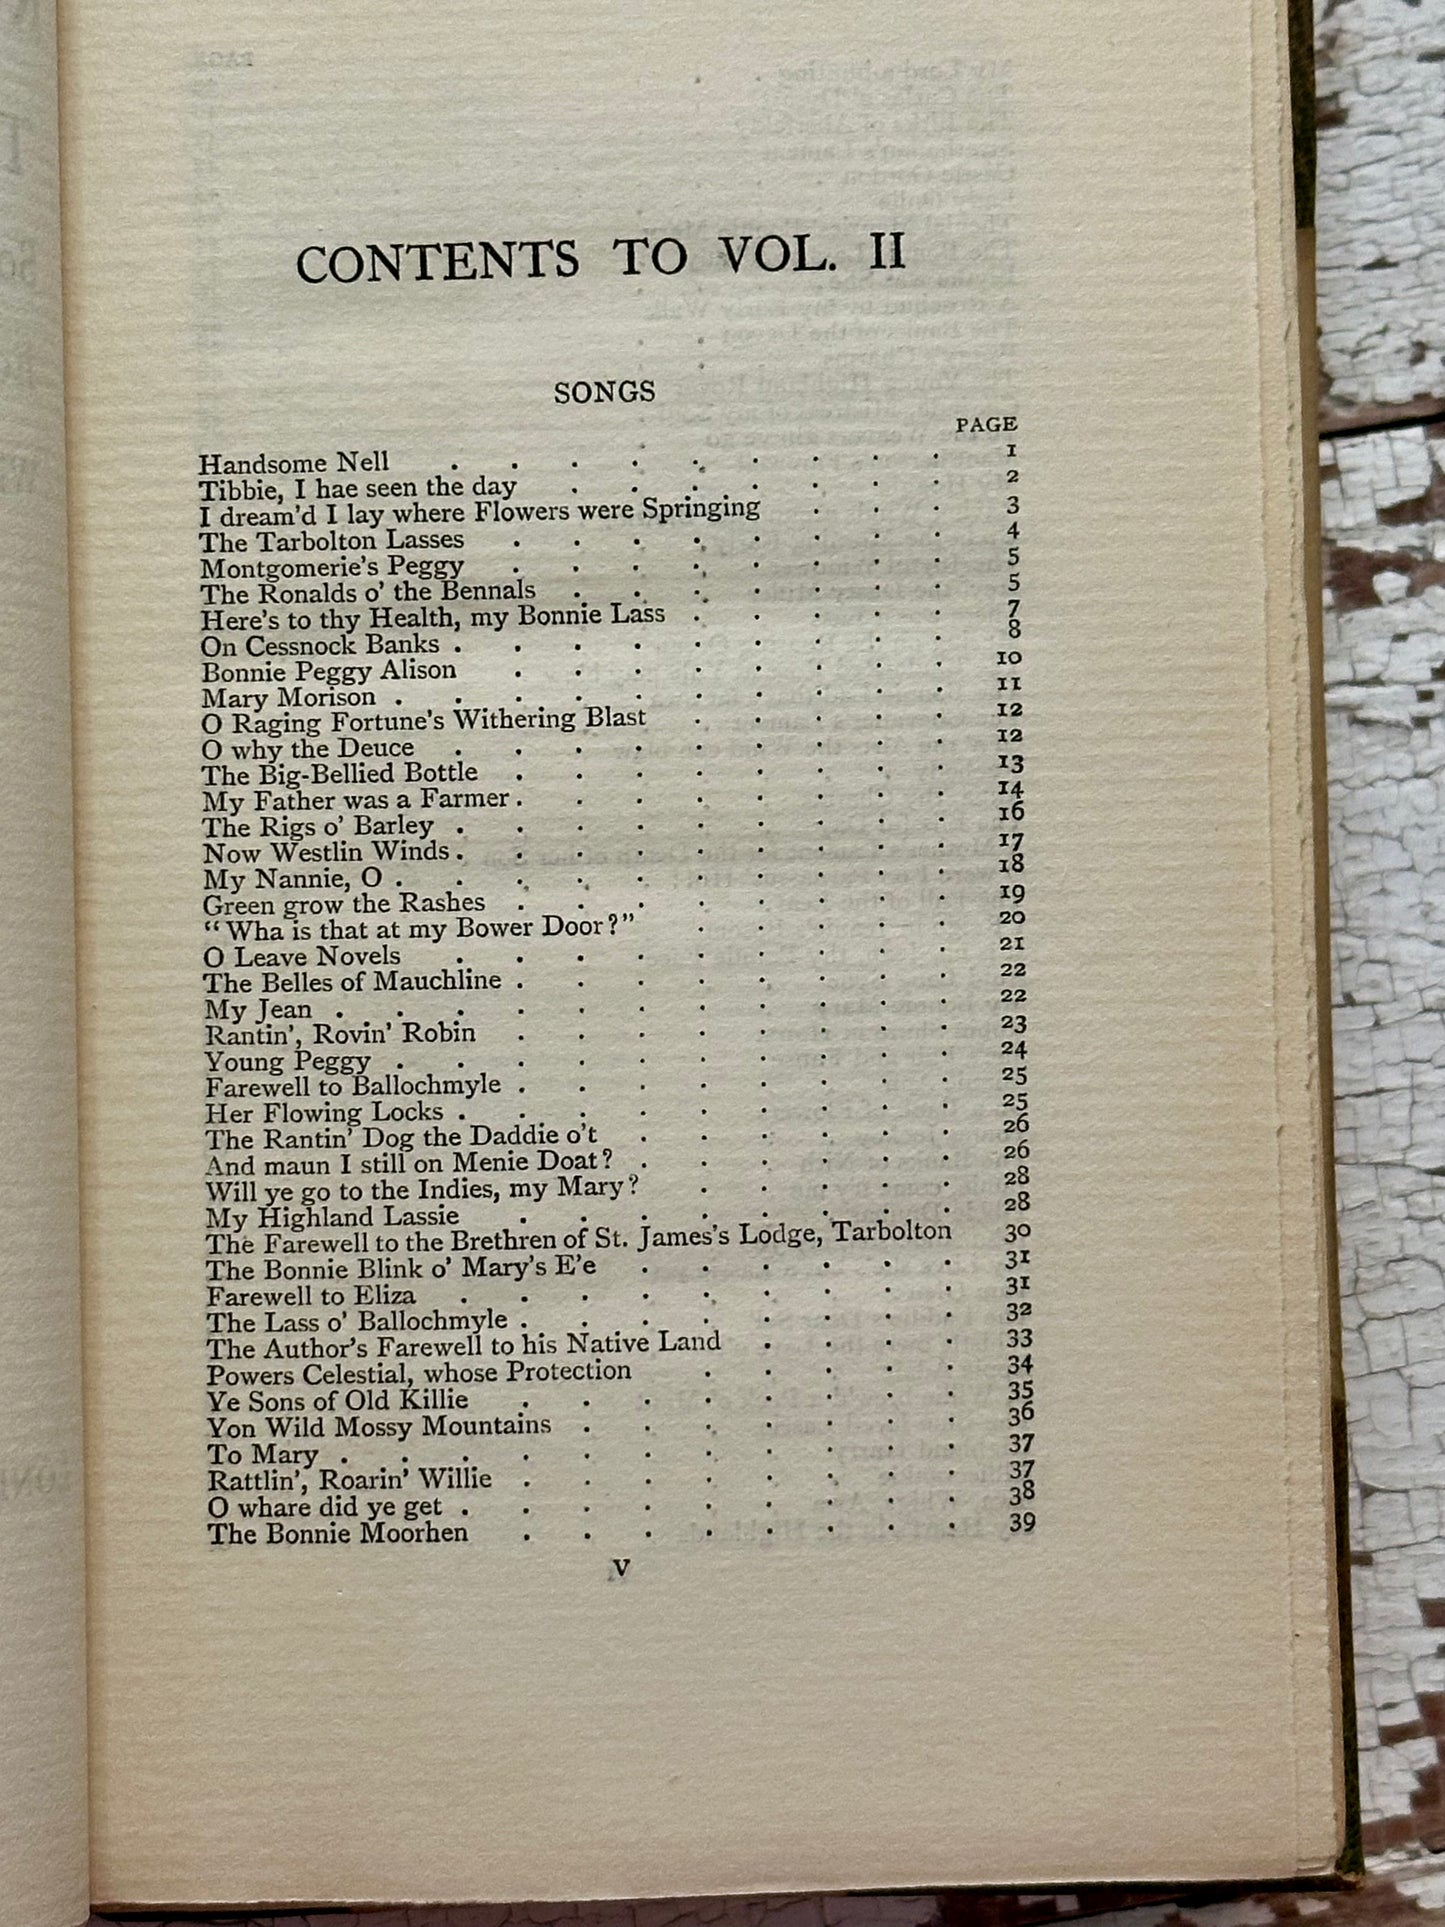 CONTENTS TO VOL. II
SONGS
PAGE
Handsome Nell . . . . . . . . . 1
Tibbie, I hae seen the day . . . . . . . 2
I dream'd I lay where Flowers were Springing . . . 3
The Tarbolton Lasses . . . . . . . . 4
Montgomerie's Peggy . . . . . . . . 5
The Ronalds o' the Bennals . . . . . . . 5
Here's to thy Health, my Bonnie Lass . . . . . 7
On Cessnock Banks . . . . . . . . . 8
Bonnie Peggy Alison . . . . . . . . 10
Mary Morison . . . . . . . . . . 11
O Raging Fortune's Withering Blast . . . . . 12
O why the Deuce . . . . . . . . . 12
The Big-Bellied Bottle . . . . . . . . 13
My Father was a Farmer . . . . . . . . 14
The Rigs o' Barley . . . . . . . . . 16
Now Westlin Winds . . . . . . . . . 17
My Nannie, O . . . . . . . . . . 18
Green grow the Rashes . . . . . . . . 19
"Wha is that at my Bower Door?" . . . . . 20
O Leave Novels . . . . . . . . . 21
The Belles of Mauchline . . . . . . . . 22
My Jean . . . . . . . . . . . 22
Rantin', Rovin' Robin . . . . . . . . 23
Young Peggy . . . . . . . . . . 24
Farewell to Ballochmyle . . . . . . . . 25
Her Flowing Locks . . . . . . . . . 25
The Rantin' Dog the Daddie o't . . . . . . 26
And maun I still on Menie Doat? . . . . . . 26
Will ye go to the Indies, my Mary? . . . . . 28
My Highland Lassie . . . . . . . . 28
The Farewell to the Brethren of St. James's Lodge, Tarbolton 30
The Bonnie Blink o' Mary's E'e . . . . . . 31
Farewell to Eliza . . . . . . . . . 31
The Lass o' Ballochmyle . . . . . . . . 32
The Author's Farewell to his Native Land . . . . 33
Powers Celestial, whose Protection . . . . . 34
Ye Sons of Old Killie . . . . . . . . 35
Yon Wild Mossy Mountains . . . . . . . 36
To Mary . . . . . . . . . . . 37
Rattlin', Roarin' Willie . . . . . . . . 37
O whare did ye get . . . . . . . . . 38
The Bonnie Moorhen . . . . . . . . 39
v